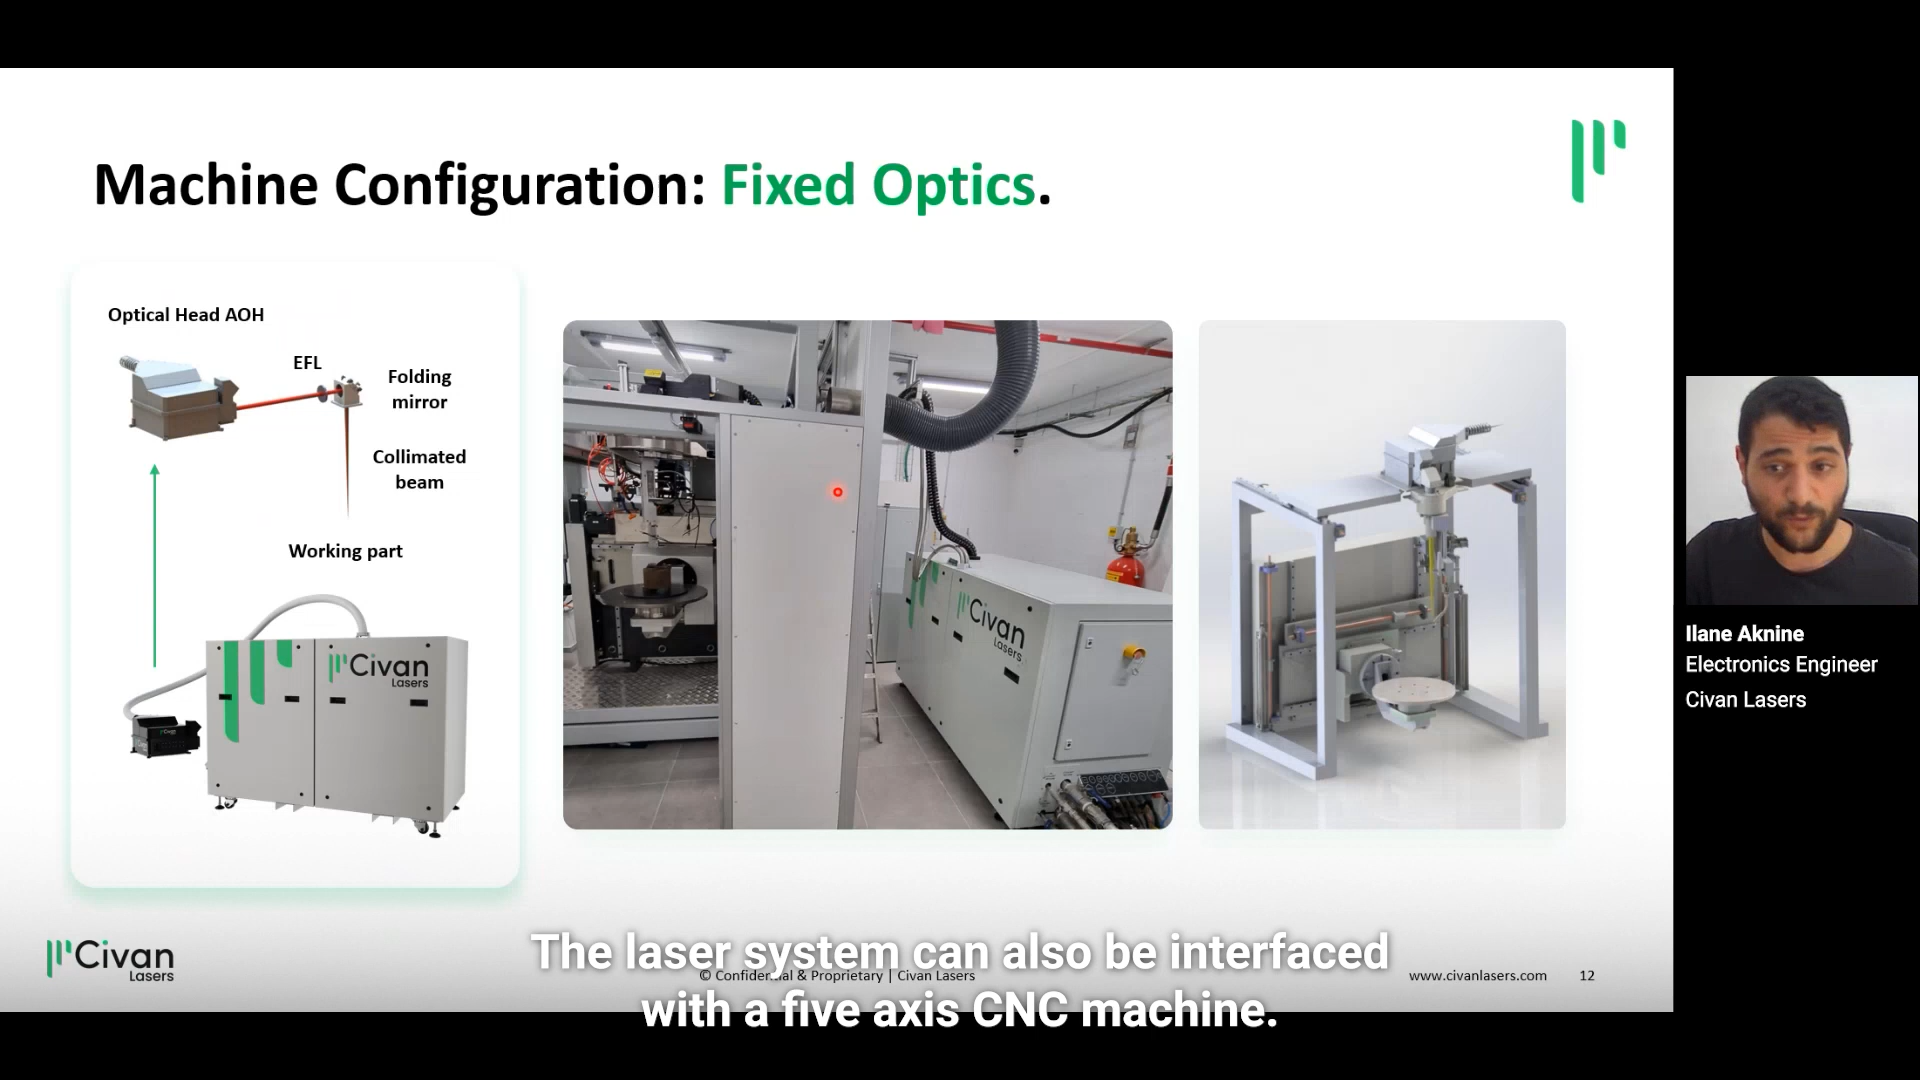 Machine Configuration: Fixed Optics.
Optical Head AOH
EFL
Folding
mirror
Collimated
beam
Working part
Civan
Lasers
Civan
Civan
Lasers
Ilane Aknine
Electronics Engineer
Civan Lasers
Civan
Lasers
The laser system can also be interfaced
with a five axis CNC machine.
© Confidential & Proprietary | Civan Lasers
www.civanlasers.com
12